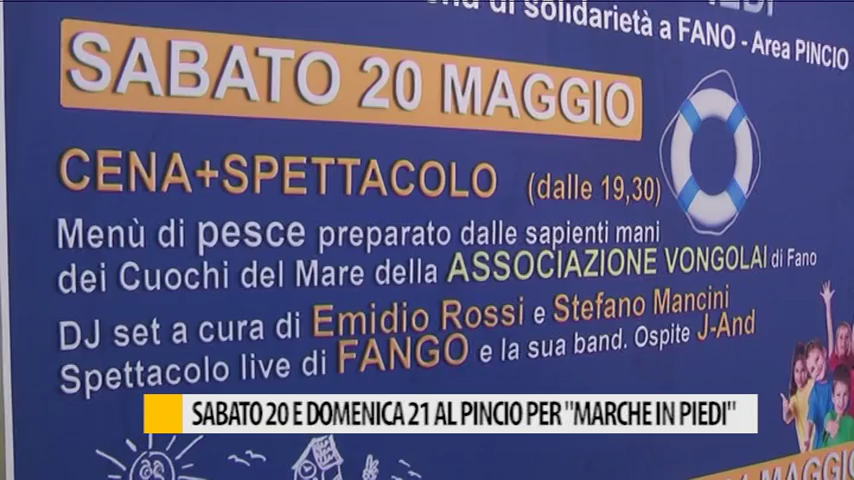 di solidarietà a FANO - Area PINCIO
SABATO 20 MAGGIO
CENA+SPETTACOLO (dalle 19,30)
Menù di pesce preparato dalle sapienti mani
dei Cuochi del Mare della ASSOCIAZIONE VONGOLAI di Fano
DJ set a cura di Emidio Rossi e Stefano Mancini
Spettacolo live di FANGO e la sua band. Ospite J-And
SABATO 20 E DOMENICA 21 AL PINCIO PER "MARCHE IN PIEDI"
MAGGIO